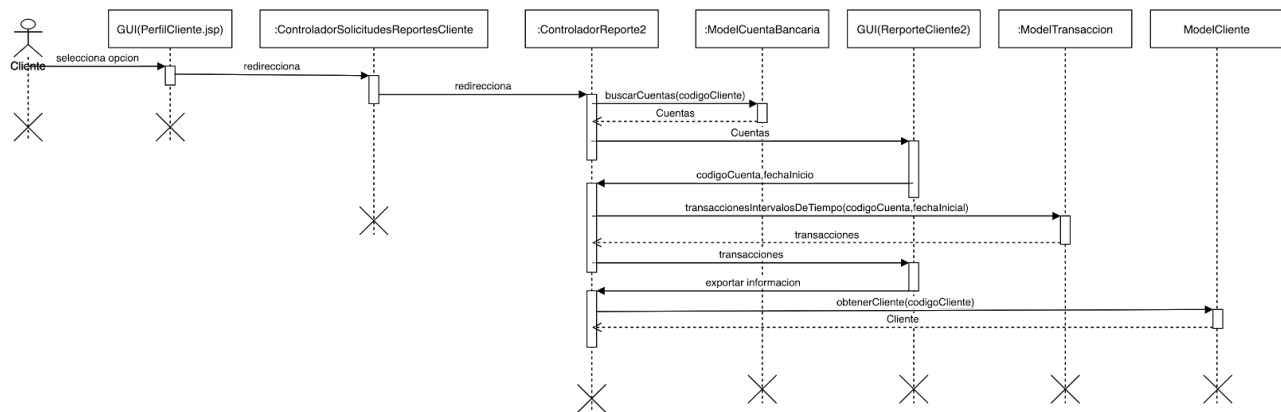 GUI(PerfilCliente.jsp)
:ControladorSolicitudesReportesCliente
:ControladorReporte2
:ModelCuentaBancaria
GUI(RerporteCliente2)
:ModelTransaccion
ModelCliente
Cliente
selecciona opcion
redirecciona
redirecciona
buscarCuentas(codigoCliente)
Cuentas
Cuentas
codigoCuenta,fechaInicio
transaccionesIntervalosDeTiempo(codigoCuenta,fechaInicial)
transacciones
transacciones
exportar informacion
obtenerCliente(codigoCliente)
Cliente